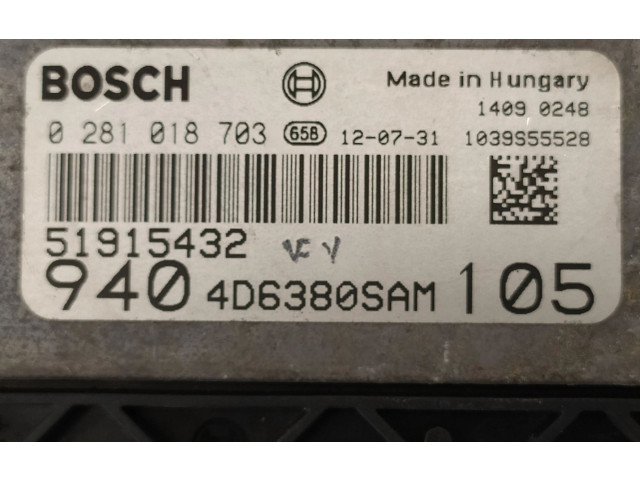 BOSCH Made in Hungary
1409 0248
0 281 018 703 658 12-07-31 1039S55528
51915432
940 4D6380SAM 105